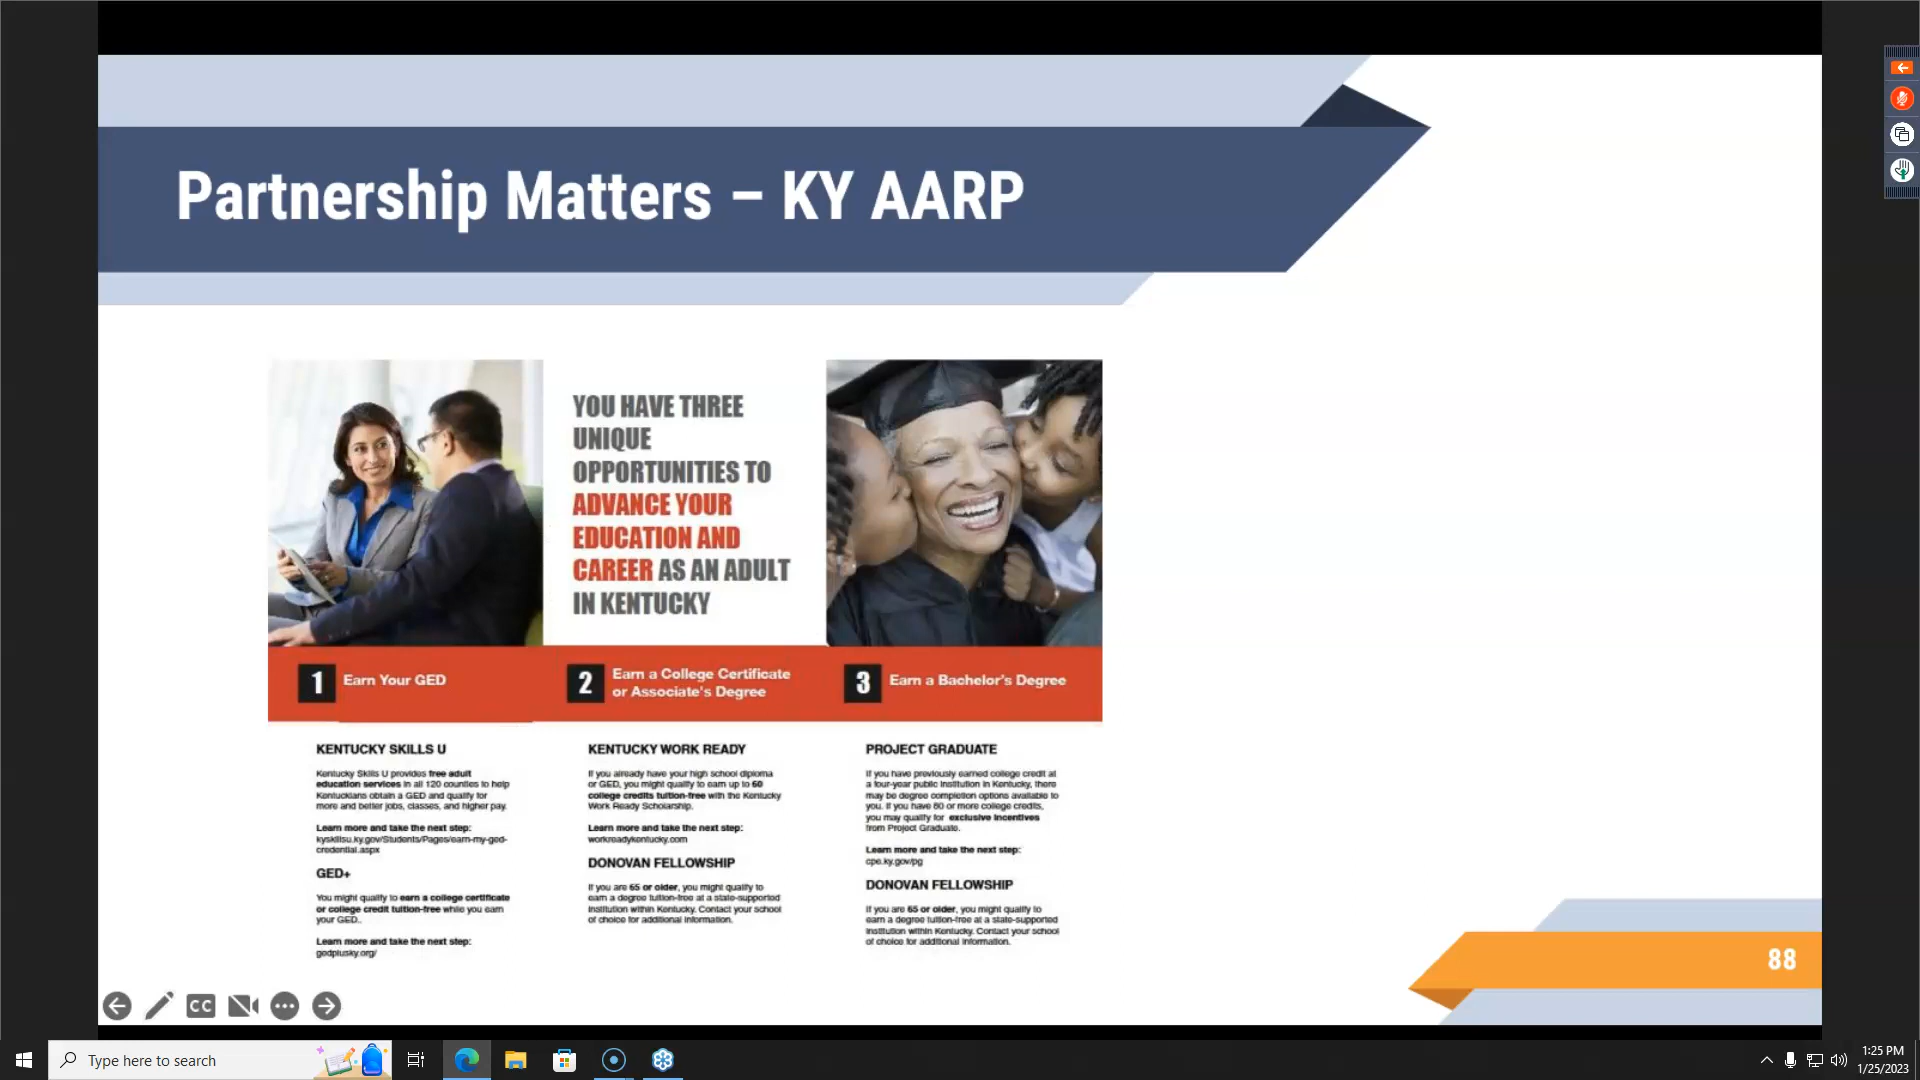 Partnership Matters – KY AARP
YOU HAVE THREE
UNIQUE
OPPORTUNITIES TO
ADVANCE YOUR
EDUCATION AND
CAREER AS AN ADULT
IN KENTUCKY
1 Earn Your GED
2 Earn a College Certificate
or Associate's Degree
3 Earn a Bachelor's Degree
KENTUCKY SKILLS U
Kentucky Skills U provides free adult
education services in all 120 counties to help
Kentuckians obtain a GED and qualify for
more and better jobs, classes, and higher pay.
Learn more and take the next step:
kyskillsu.ky.gov/Students/Pages/earn-my-ged-
credential.aspx
GED+
You might qualify to earn a college certificate
or college credit tuition-free while you earn
your GED..
Learn more and take the next step:
gedplusky.org/
KENTUCKY WORK READY
If you already have your high school diploma
or GED, you might qualify to earn up to 60
college credits tuition-free with the Kentucky
Work Ready Scholarship.
Learn more and take the next step:
workreadykentucky.com
DONOVAN FELLOWSHIP
If you are 65 or older, you might qualify to
earn a degree tuition-free at a state-supported
institution within Kentucky. Contact your school
of choice for additional information.
PROJECT GRADUATE
If you have previously earned college credit at
a four-year public institution in Kentucky, there
may be degree completion options available to
you. If you have 80 or more college credits,
you may qualify for exclusive incentives
from Project Graduate.
Learn more and take the next step:
cpe.ky.gov/pg
DONOVAN FELLOWSHIP
If you are 65 or older, you might qualify to
earn a degree tuition-free at a state-supported
institution within Kentucky. Contact your school
of choice for additional information.
88
CC
Type here to search
1:25 PM
1/25/2023